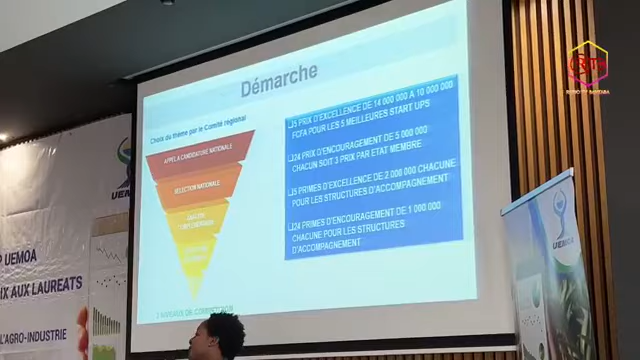 Démarche
Choix du thème par le Comité régional
APPEL A CANDIDATURE NATIONALE
SELECTION NATIONALE
❑5 PRIX D'EXCELLENCE DE 14 000 000 A 10 000 000
FCFA POUR LES 5 MEILLEURES START UPS
❑24 PRIX D'ENCOURAGEMENT DE 5 000 000
CHACUN SOIT 3 PRIX PAR ETAT MEMBRE
❑5 PRIMES D'EXCELLENCE DE 2 000 000 CHACUNE
POUR LES STRUCTURES D'ACCOMPAGNEMENT
❑24 PRIMES D'ENCOURAGEMENT DE 1 000 000
CHACUNE POUR LES STRUCTURES
D'ACCOMPAGNEMENT
UEMOA
P UEMOA
IX AUX LAUREATS
L'AGRO-INDUSTRIE
UEMOA